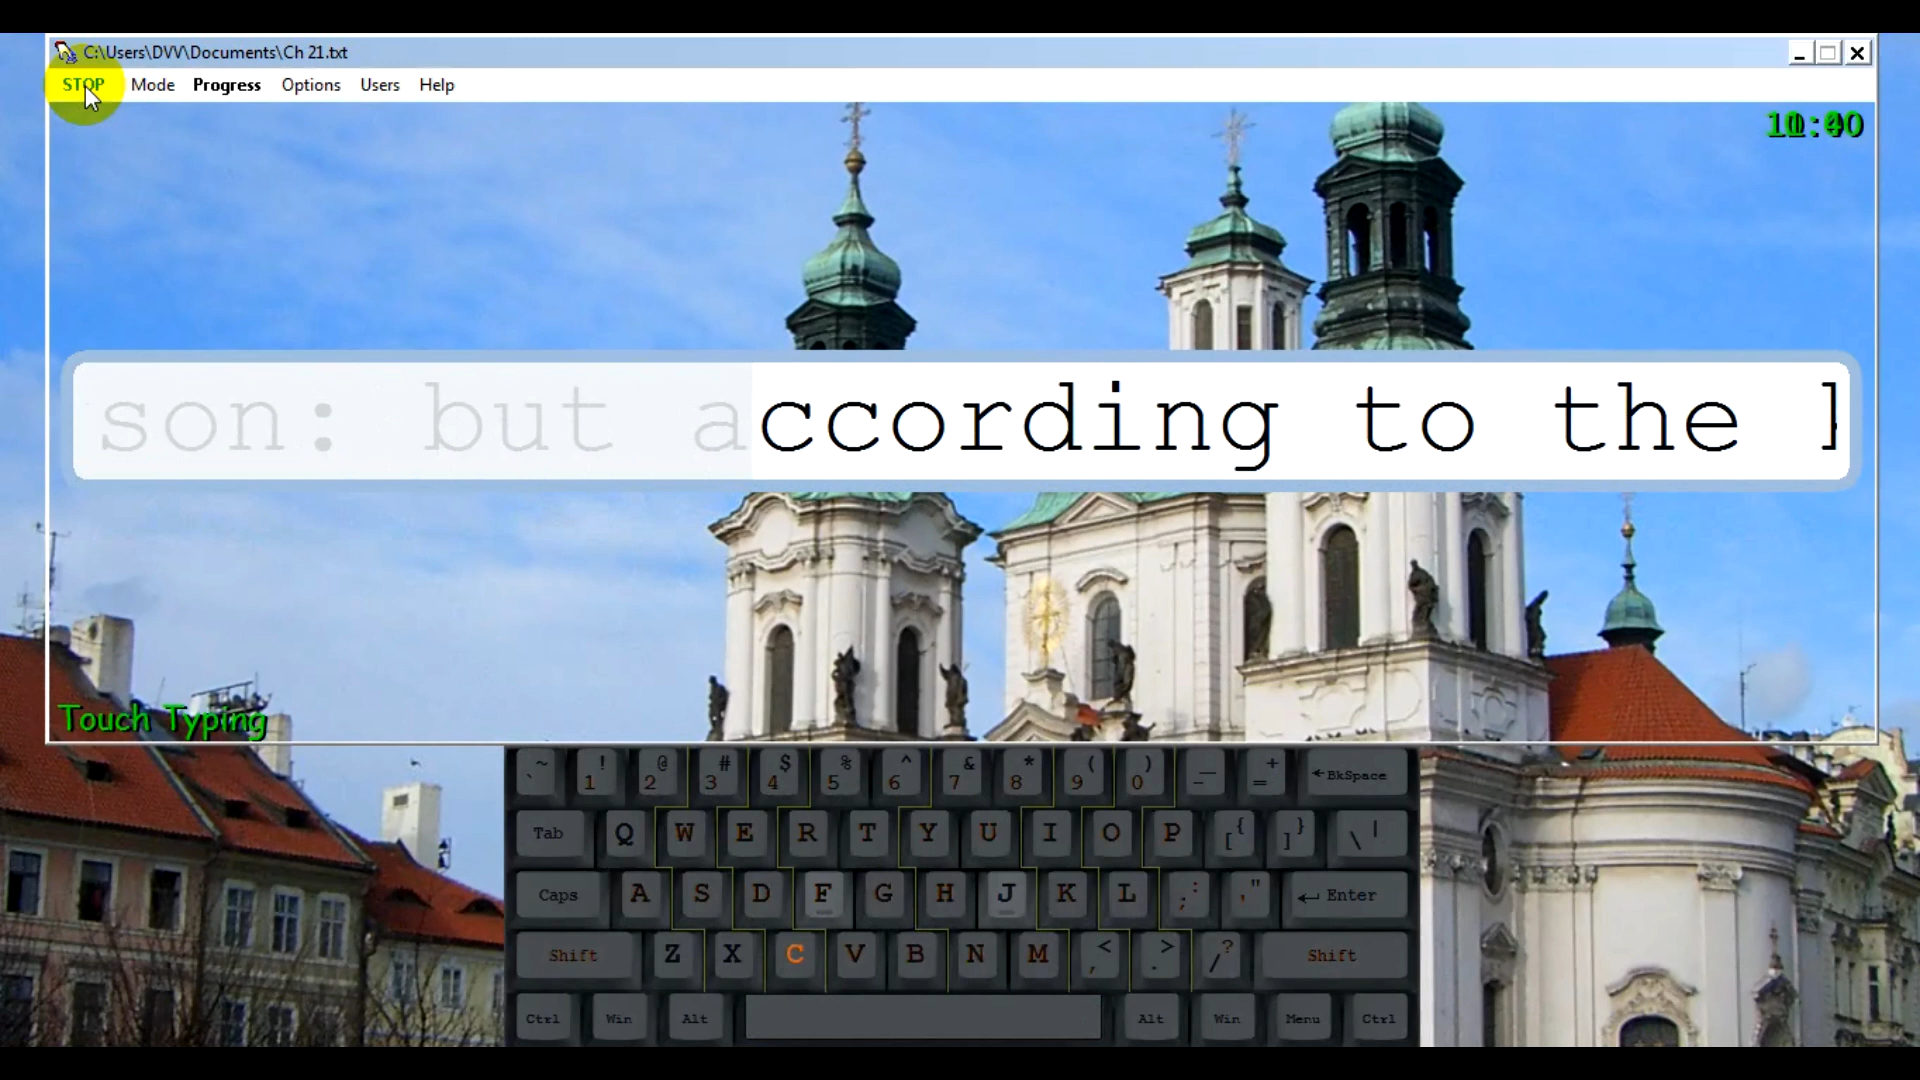 C:\Users\DVV\Documents\Ch 21.txt
STOP Mode Progress Options Users Help
son: but according to the
Touch Typing
` ~ 1 ! 2 @ 3 # 4 $ 5 % 6 ^ 7 & 8 * 9 ( 0 ) - _ = + BkSpace
Tab Q W E R T Y U I O P [ { ] } \ |
Caps A S D F G H J K L ; : ' " Enter
Shift Z X C V B N M , < . > / ? Shift
Ctrl Win Alt Alt Win Menu Ctrl